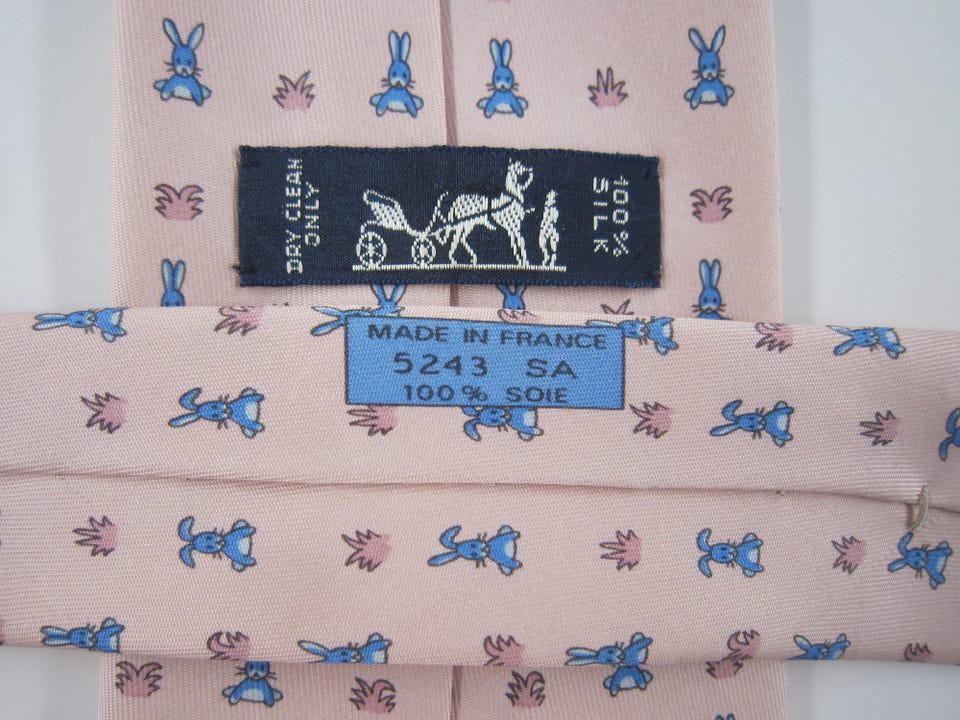 DRY CLEAN
ONLY
100%
SILK
MADE IN FRANCE
5243 SA
100% SOIE